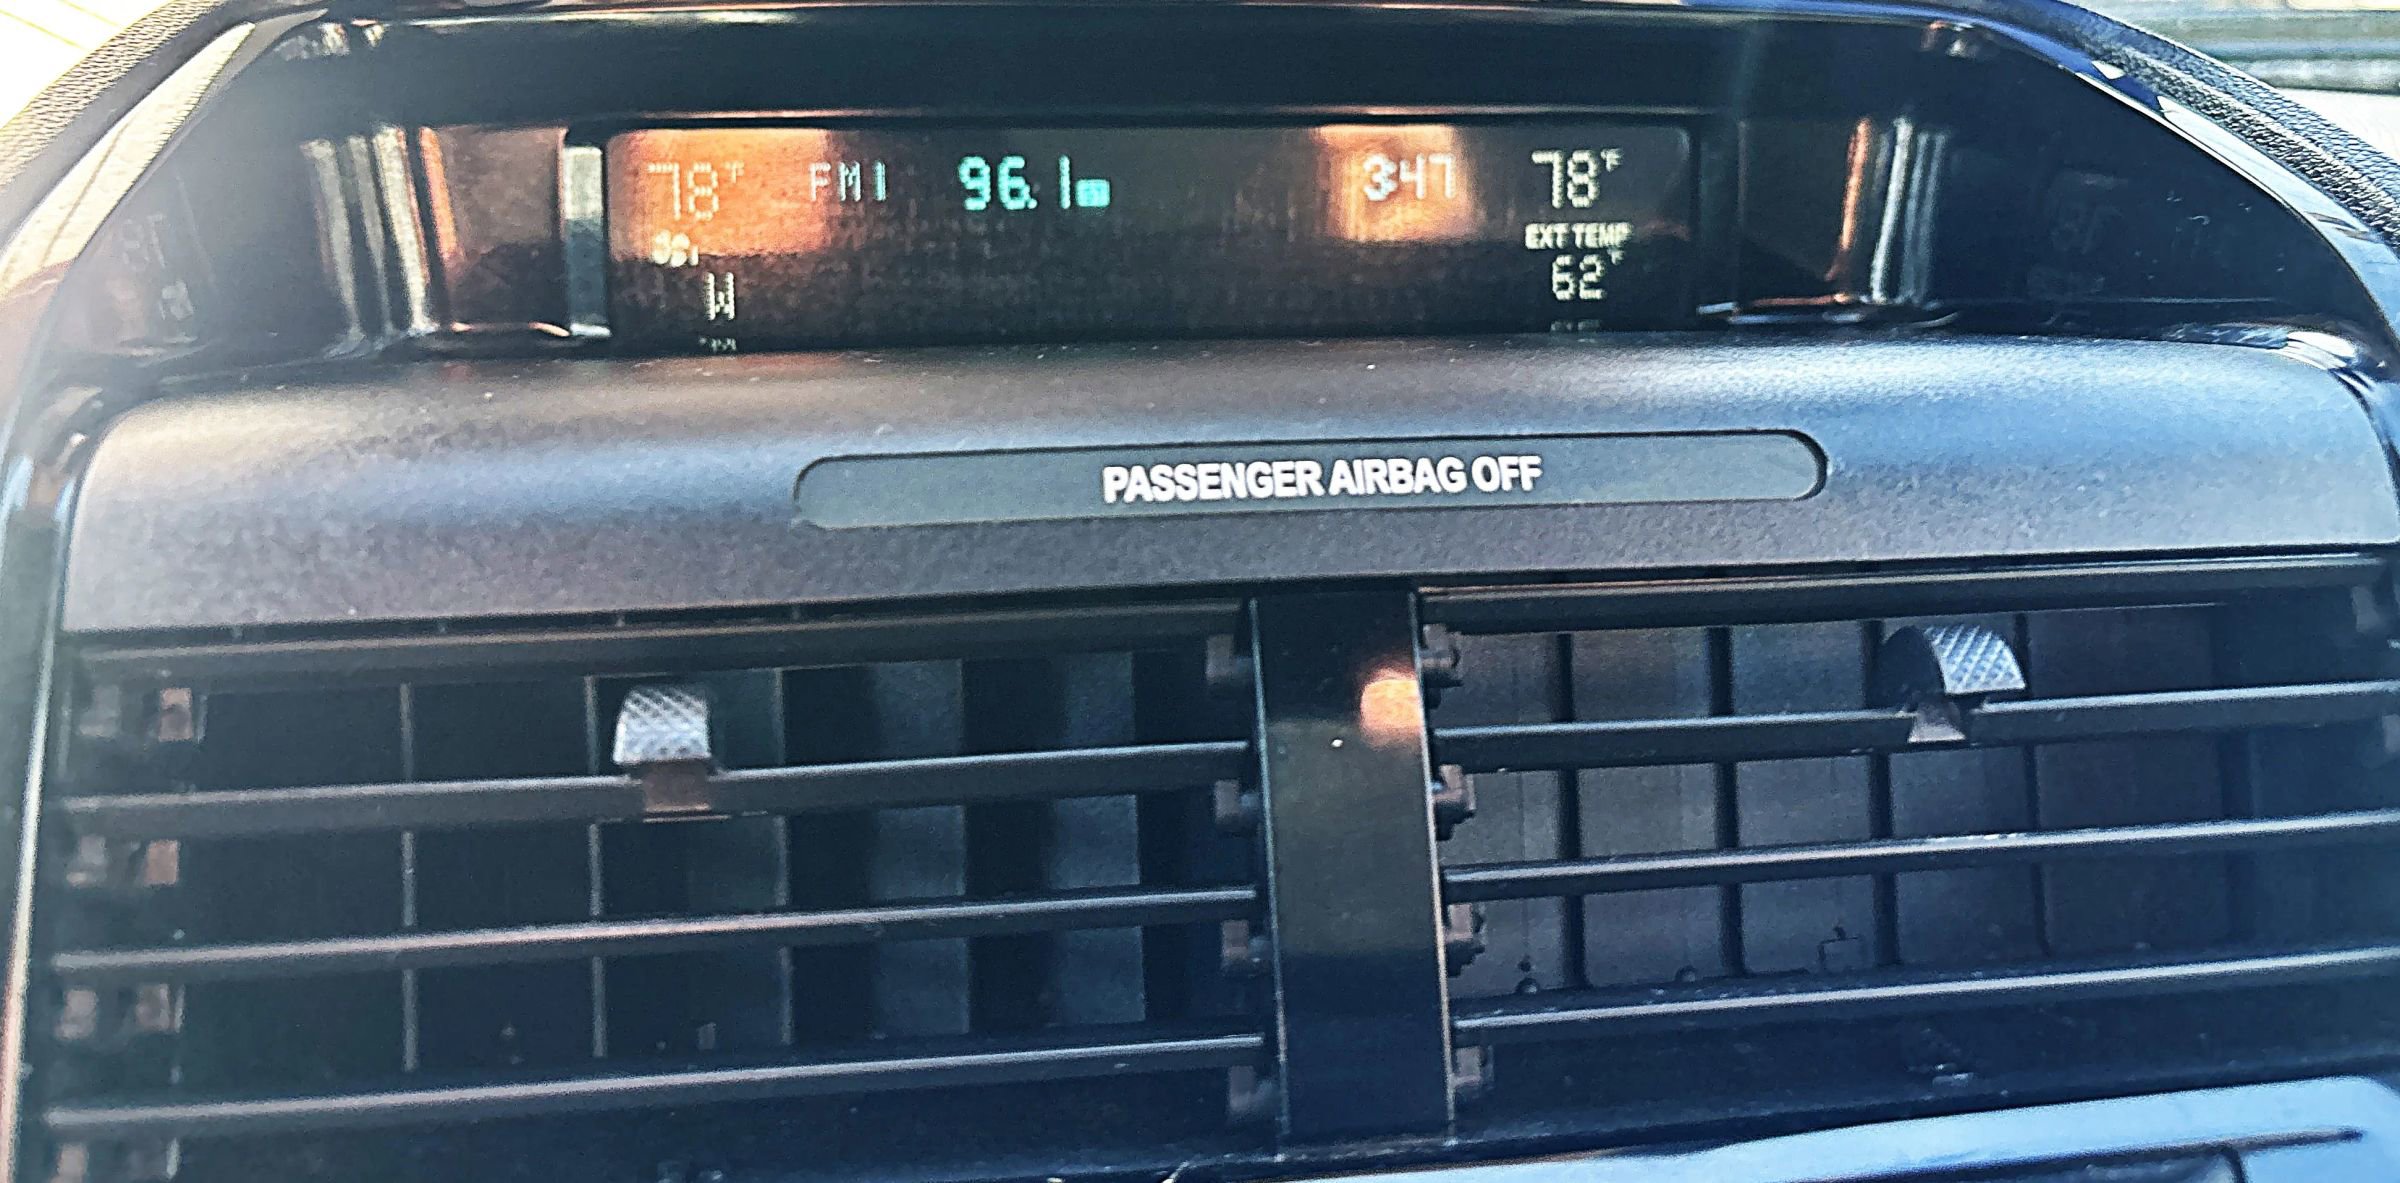 78°F FM1 96.1 3:47 78°F
EXT TEMP
62°F
W
PASSENGER AIRBAG OFF